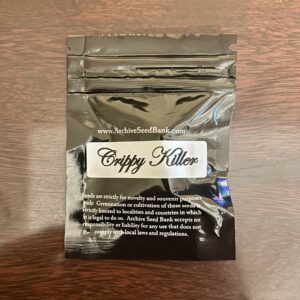 www.ArchiveSeedBank.com
Crippy Killer
Seeds are strictly for novelty and souvenir purposes
only. Germination or cultivation of these seeds is
strictly limited to localities and countries in which
it is legal to do so. Archive Seed Bank accepts no
responsibility or liability for any use that does not
comply with local laws and regulations.